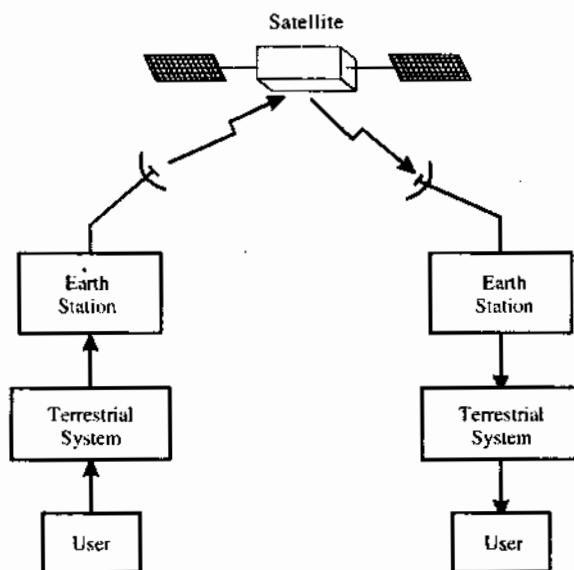 Satellite
Earth
Station
Terrestrial
System
User
Earth
Station
Terrestrial
System
User